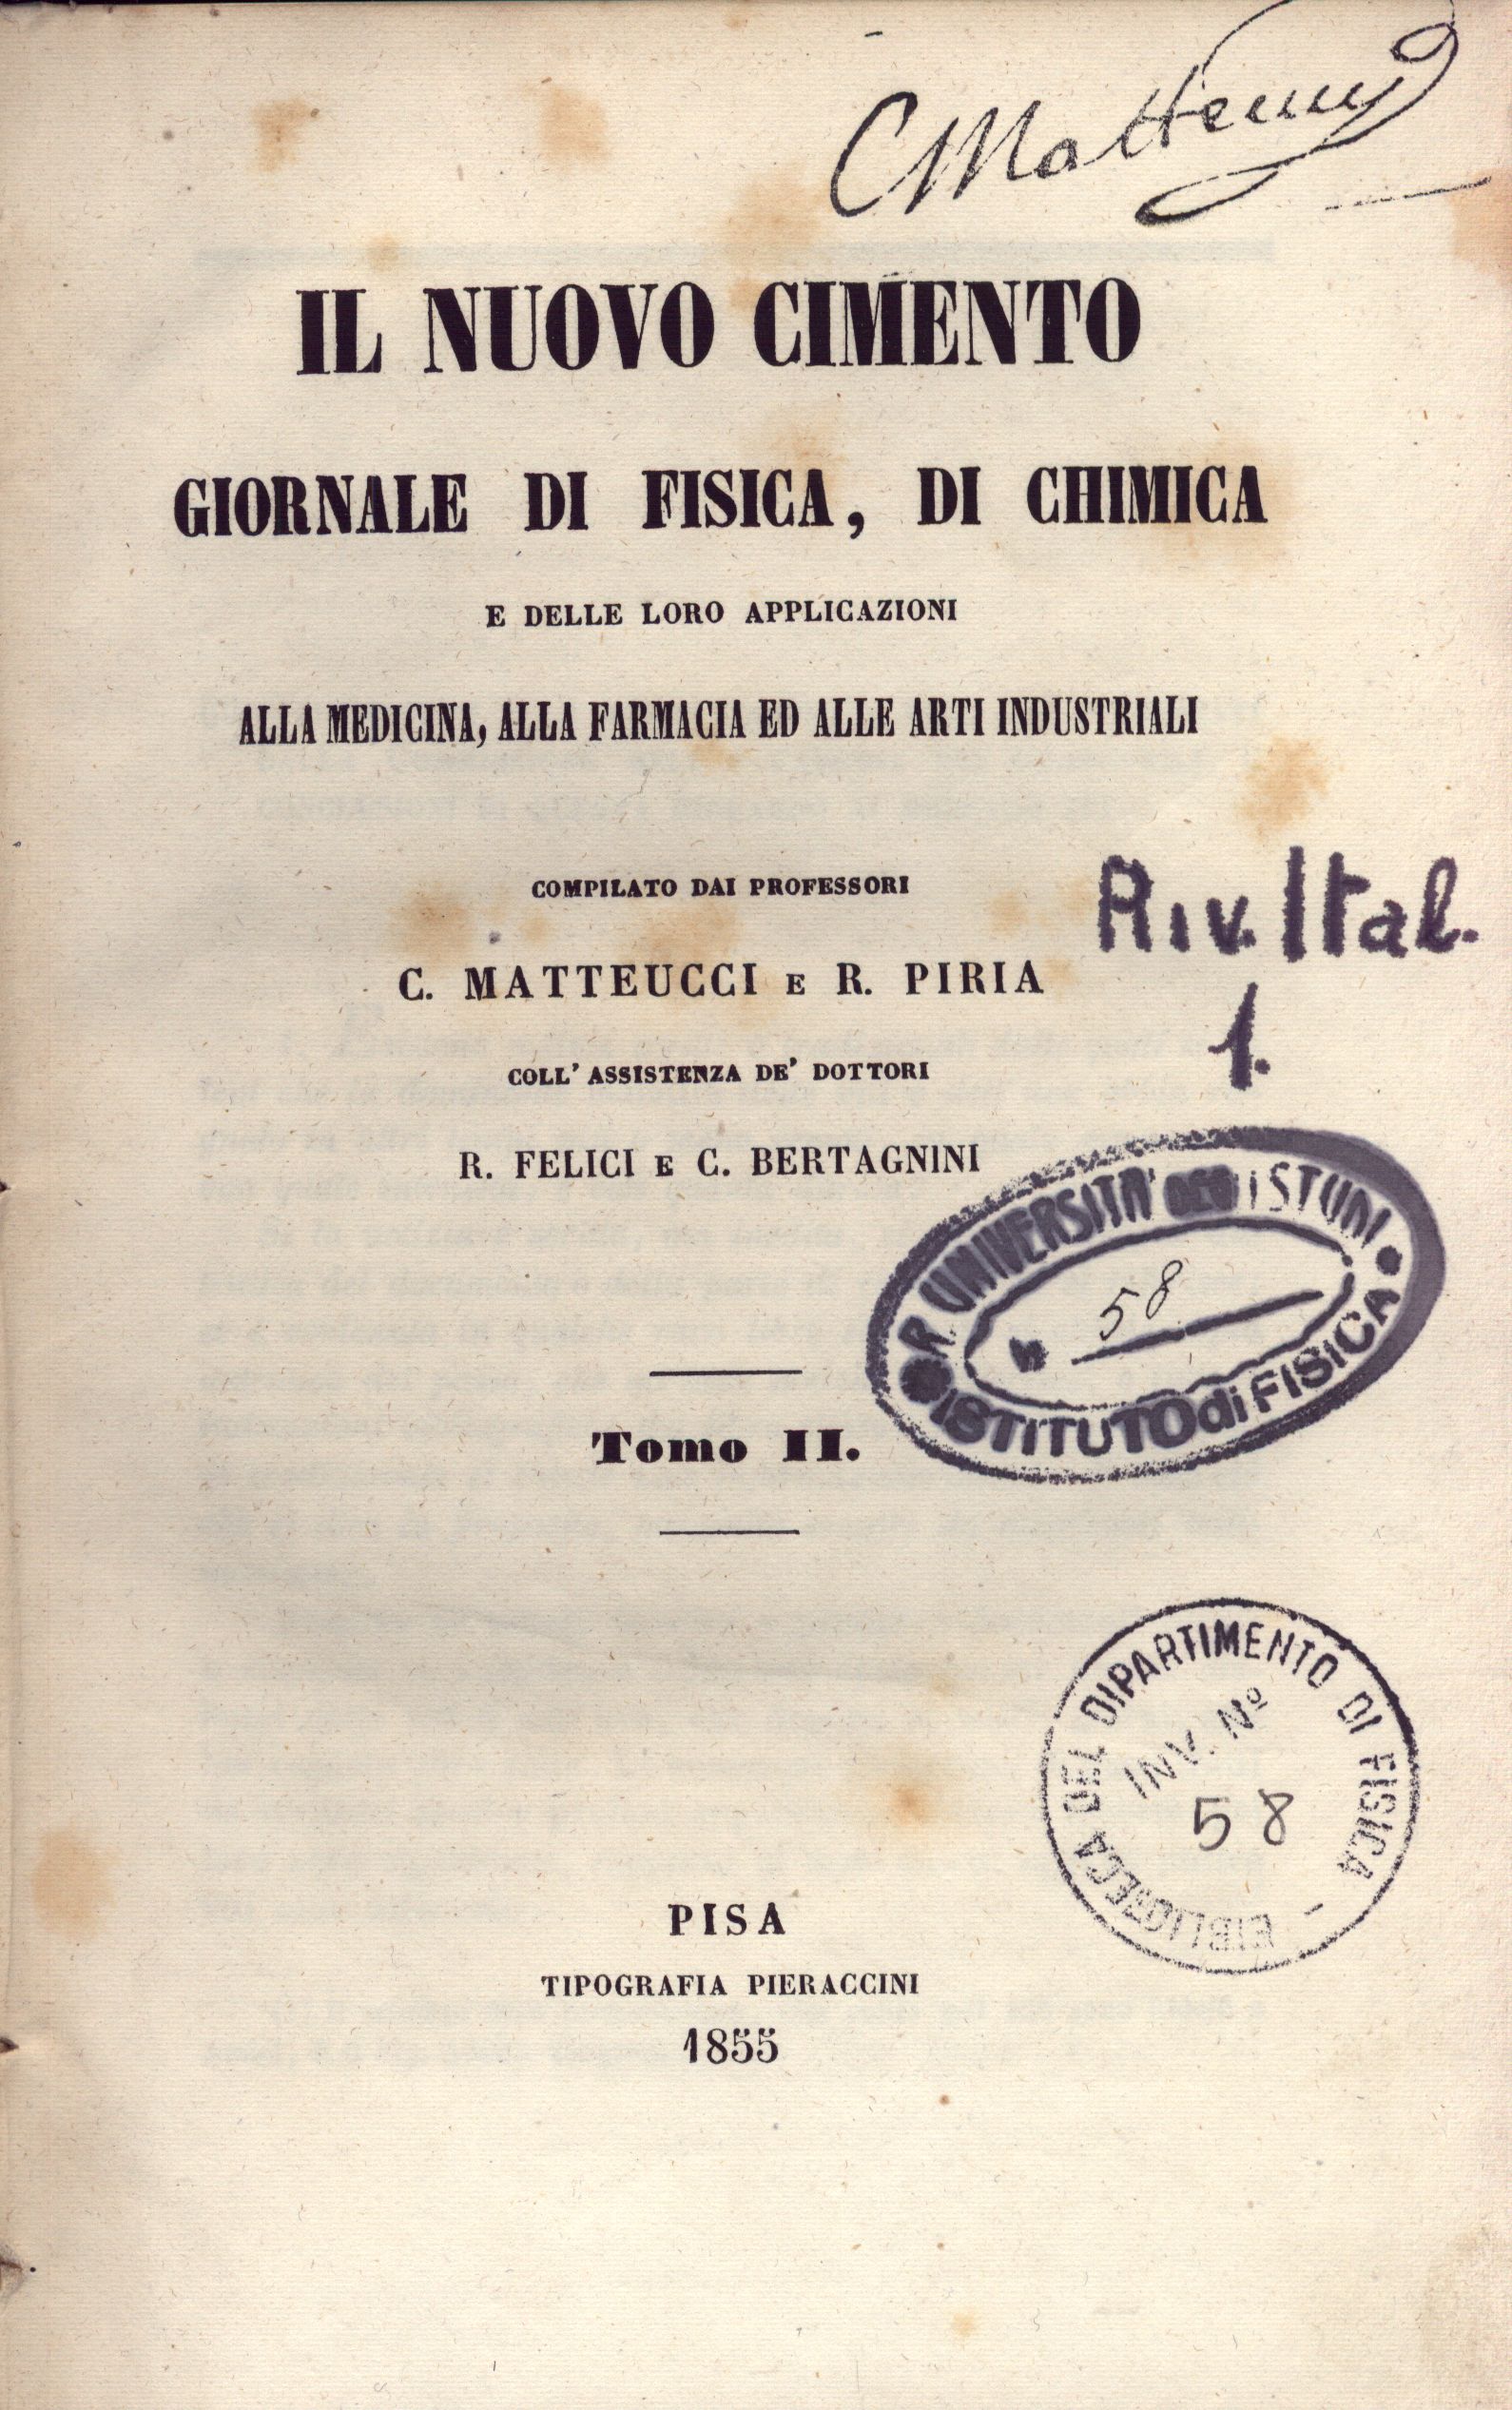 C Matteucci
IL NUOVO CIMENTO
GIORNALE DI FISICA, DI CHIMICA
E DELLE LORO APPLICAZIONI
ALLA MEDICINA, ALLA FARMACIA ED ALLE ARTI INDUSTRIALI
COMPILATO DAI PROFESSORI
C. MATTEUCCI E R. PIRIA
COLL' ASSISTENZA DE' DOTTORI
R. FELICI E C. BERTAGNINI
Riv. Ital.
1.
R. UNIVERSITA' DEGLi STUDI
58
ISTITUTO di FISICA
Tomo II.
BIBLIOTECA DEL DIPARTIMENTO DI FISICA -
INV. Nº
58
PISA
TIPOGRAFIA PIERACCINI
1855